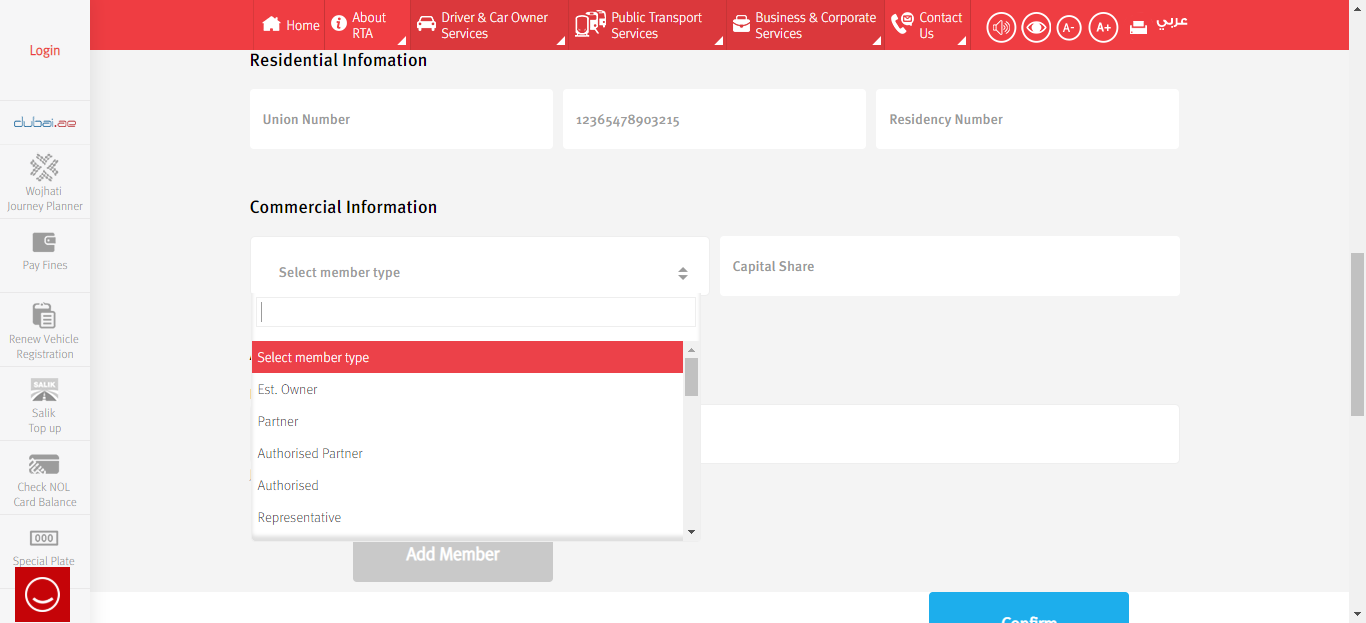 Home
About
RTA
Driver & Car Owner
Services
Public Transport
Services
Business & Corporate
Services
Contact
Us
A-
A+
عربي
Login
dubai.ae
Wojhati
Journey Planner
Pay Fines
Renew Vehicle
Registration
SALIK
Salik
Top up
Check NOL
Card Balance
000
Special Plate
Residential Infomation
Union Number
12365478903215
Residency Number
Commercial Information
Select member type
Capital Share
Select member type
Est. Owner
Partner
Authorised Partner
Authorised
Representative
Add Member
Confirm